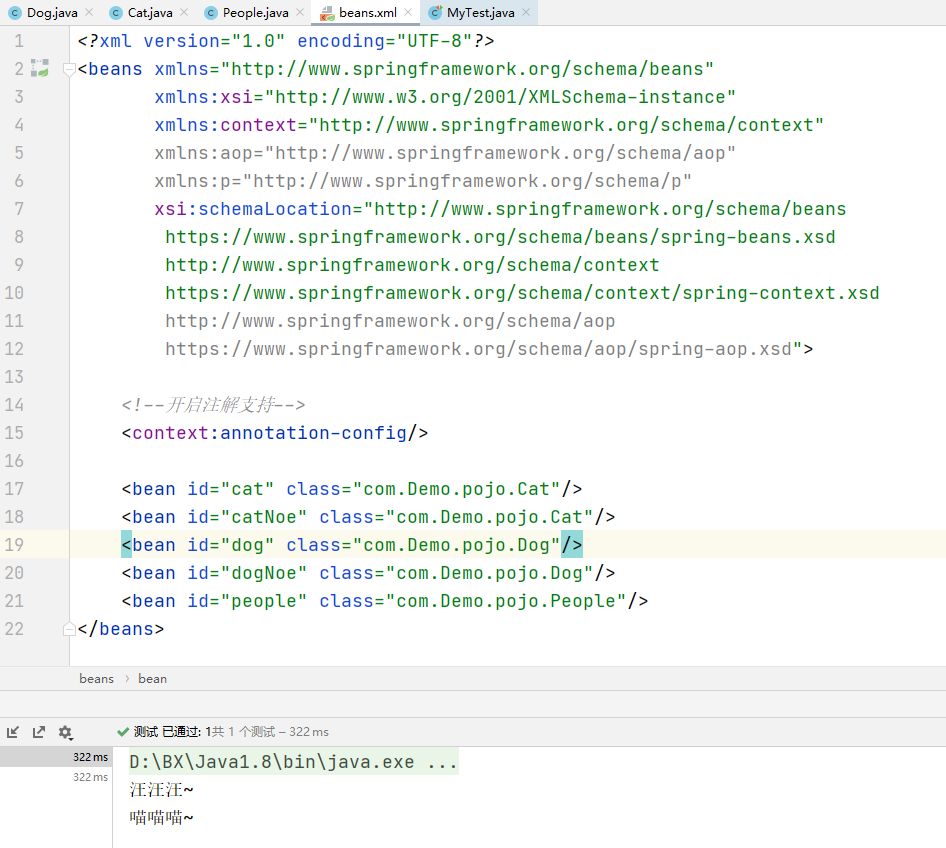 Dog.java Cat.java People.java beans.xml MyTest.java
1 <?xml version="1.0" encoding="UTF-8"?>
2 <beans xmlns="http://www.springframework.org/schema/beans"
3 xmlns:xsi="http://www.w3.org/2001/XMLSchema-instance"
4 xmlns:context="http://www.springframework.org/schema/context"
5 xmlns:aop="http://www.springframework.org/schema/aop"
6 xmlns:p="http://www.springframework.org/schema/p"
7 xsi:schemaLocation="http://www.springframework.org/schema/beans
8 https://www.springframework.org/schema/beans/spring-beans.xsd
9 http://www.springframework.org/schema/context
10 https://www.springframework.org/schema/context/spring-context.xsd
11 http://www.springframework.org/schema/aop
12 https://www.springframework.org/schema/aop/spring-aop.xsd">
13
14 <!--开启注解支持-->
15 <context:annotation-config/>
16
17 <bean id="cat" class="com.Demo.pojo.Cat"/>
18 <bean id="catNoe" class="com.Demo.pojo.Cat"/>
19 <bean id="dog" class="com.Demo.pojo.Dog"/>
20 <bean id="dogNoe" class="com.Demo.pojo.Dog"/>
21 <bean id="people" class="com.Demo.pojo.People"/>
22 </beans>
beans › bean
测试 已通过: 1共 1 个测试 – 322 ms
322 ms D:\BX\Java1.8\bin\java.exe ...
322 ms 汪汪汪~
喵喵喵~